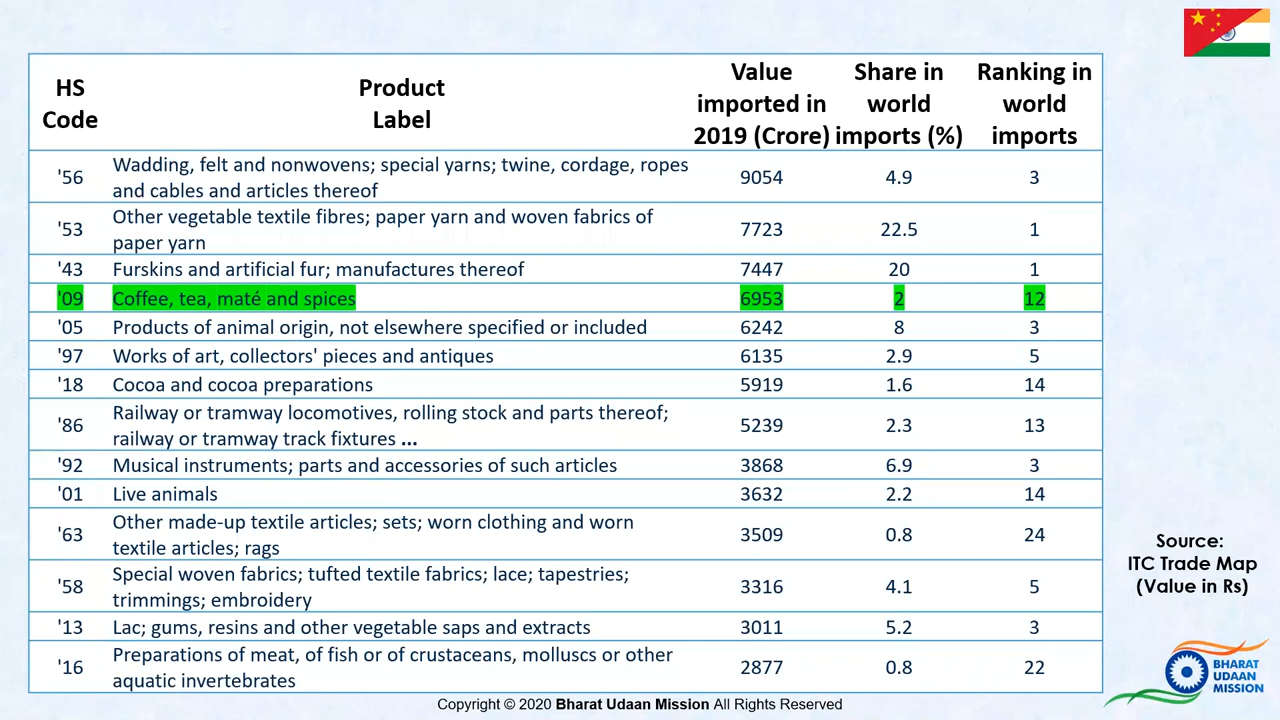 HS Code Product Label Value imported in 2019 (Crore) Share in world imports (%) Ranking in world imports
'56 Wadding, felt and nonwovens; special yarns; twine, cordage, ropes and cables and articles thereof 9054 4.9 3
'53 Other vegetable textile fibres; paper yarn and woven fabrics of paper yarn 7723 22.5 1
'43 Furskins and artificial fur; manufactures thereof 7447 20 1
'09 Coffee, tea, maté and spices 6953 2 12
'05 Products of animal origin, not elsewhere specified or included 6242 8 3
'97 Works of art, collectors' pieces and antiques 6135 2.9 5
'18 Cocoa and cocoa preparations 5919 1.6 14
'86 Railway or tramway locomotives, rolling stock and parts thereof; railway or tramway track fixtures ... 5239 2.3 13
'92 Musical instruments; parts and accessories of such articles 3868 6.9 3
'01 Live animals 3632 2.2 14
'63 Other made-up textile articles; sets; worn clothing and worn textile articles; rags 3509 0.8 24
'58 Special woven fabrics; tufted textile fabrics; lace; tapestries; trimmings; embroidery 3316 4.1 5
'13 Lac; gums, resins and other vegetable saps and extracts 3011 5.2 3
'16 Preparations of meat, of fish or of crustaceans, molluscs or other aquatic invertebrates 2877 0.8 22
Source:
ITC Trade Map
(Value in Rs)
BHARAT
UDAAN
MISSION
Copyright © 2020 Bharat Udaan Mission All Rights Reserved